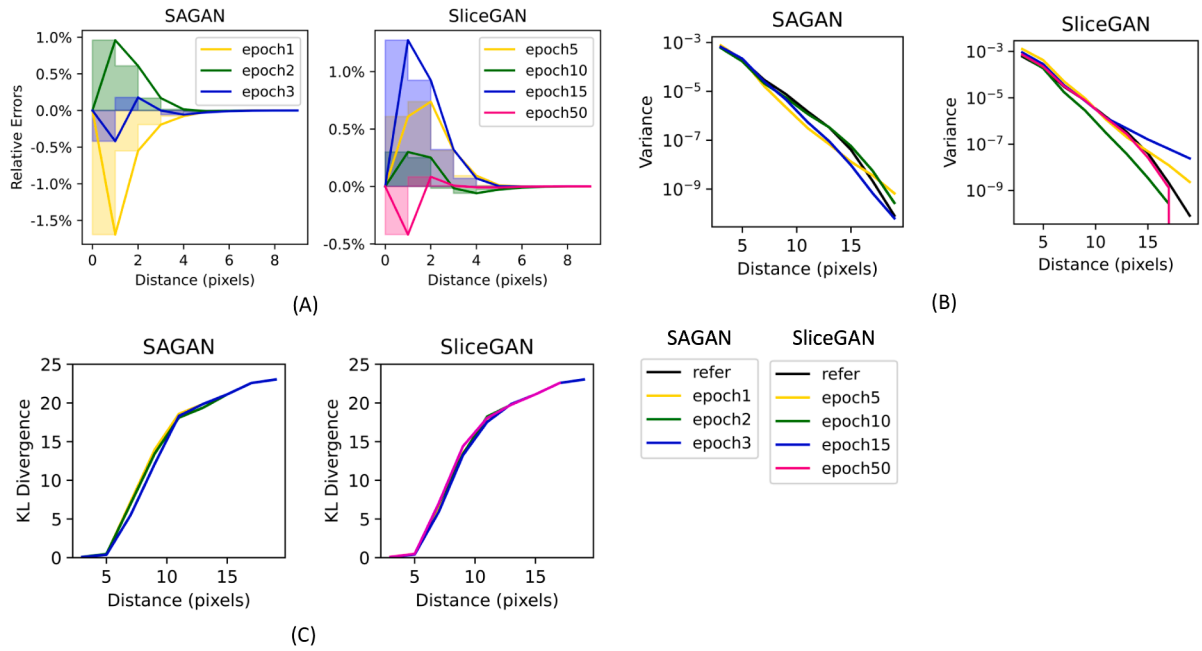 SAGAN
1.0%
0.5%
0.0%
-0.5%
-1.0%
-1.5%
Relative Errors
epoch1
epoch2
epoch3
0 2 4 6 8
Distance (pixels)
SliceGAN
1.0%
0.5%
0.0%
-0.5%
epoch5
epoch10
epoch15
epoch50
0 2 4 6 8
Distance (pixels)
(A)
SAGAN
10⁻³
10⁻⁵
10⁻⁷
10⁻⁹
Variance
5 10 15
Distance (pixels)
SliceGAN
10⁻³
10⁻⁵
10⁻⁷
10⁻⁹
Variance
5 10 15
Distance (pixels)
(B)
SAGAN
25
20
15
10
5
0
KL Divergence
5 10 15
Distance (pixels)
SliceGAN
25
20
15
10
5
0
KL Divergence
5 10 15
Distance (pixels)
(C)
SAGAN
refer
epoch1
epoch2
epoch3
SliceGAN
refer
epoch5
epoch10
epoch15
epoch50